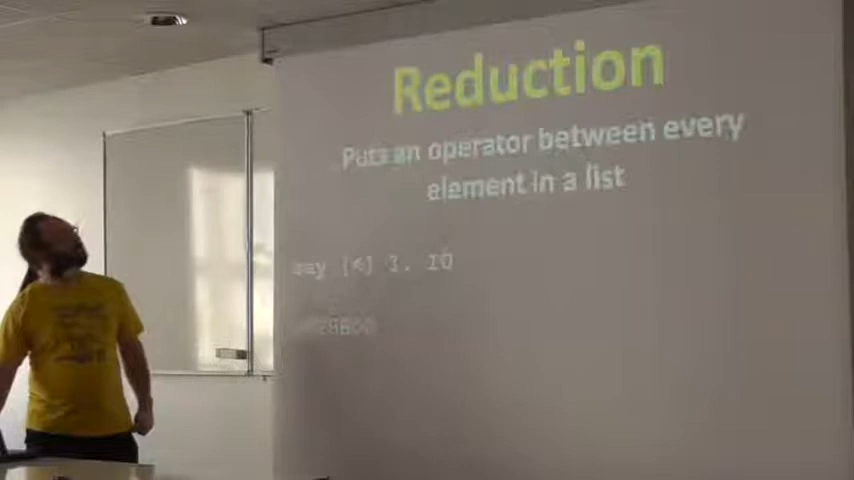 Reduction
Puts an operator between every
element in a list
say [*] 1..10